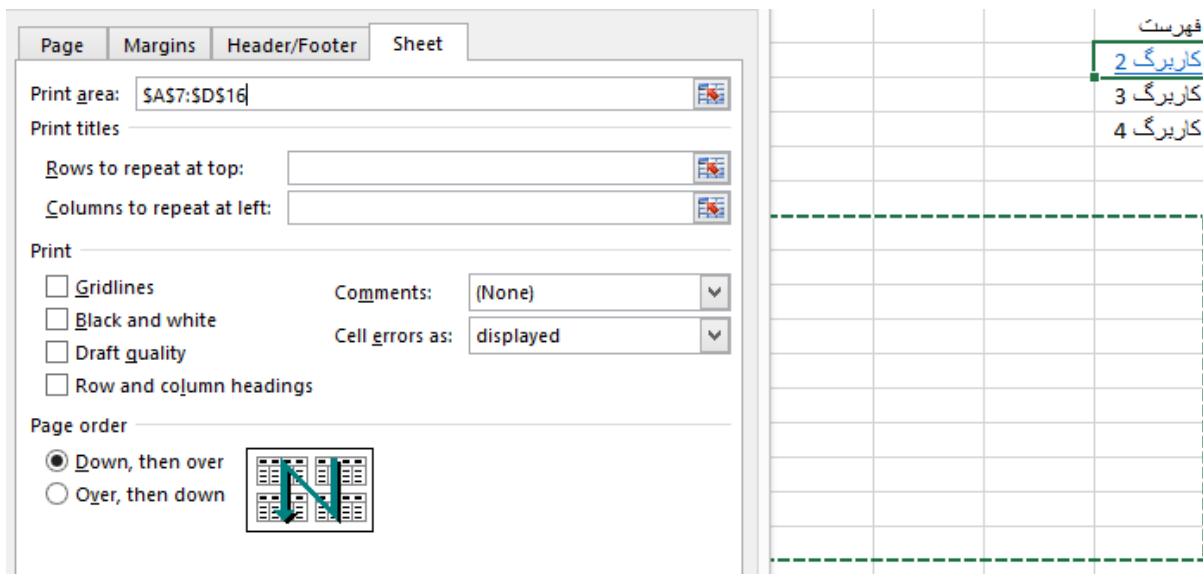 Page Margins Header/Footer Sheet
Print area: $A$7:$D$16
Print titles
Rows to repeat at top:
Columns to repeat at left:
Print
Gridlines
Black and white
Draft quality
Row and column headings
Comments: (None)
Cell errors as: displayed
Page order
Down, then over
Over, then down
فهرست
کاربرگ 2
کاربرگ 3
کاربرگ 4